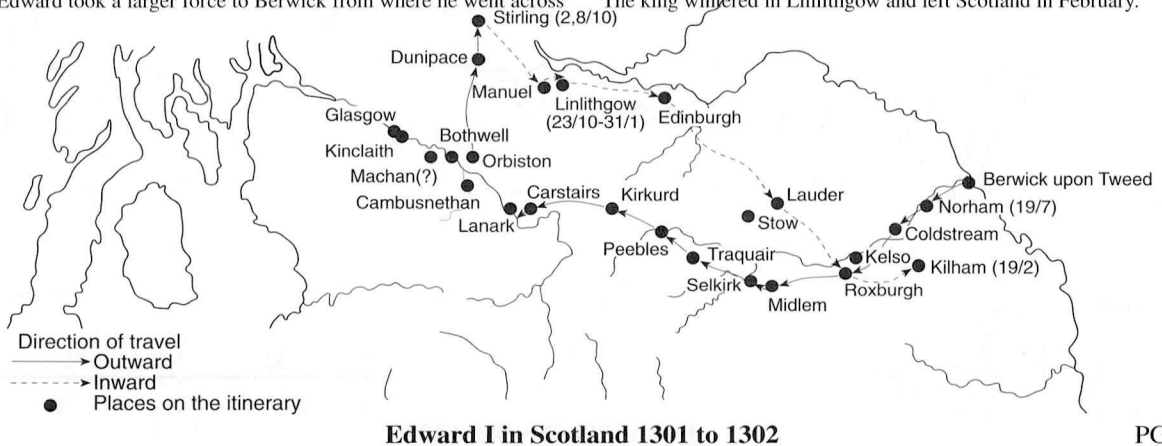 Edward took a larger force to Berwick from where he went across
The king wintered in Linlithgow and left Scotland in February.
Stirling (2,8/10)
Dunipace
Manuel
Linlithgow
(23/10-31/1)
Edinburgh
Glasgow
Kinclaith
Bothwell
Orbiston
Machan(?)
Cambusnethan
Lanark
Carstairs
Kirkurd
Peebles
Traquair
Selkirk
Midlem
Lauder
Stow
Berwick upon Tweed
Norham (19/7)
Coldstream
Kelso
Kilham (19/2)
Roxburgh
Direction of travel
Outward
Inward
Places on the itinerary
Edward I in Scotland 1301 to 1302